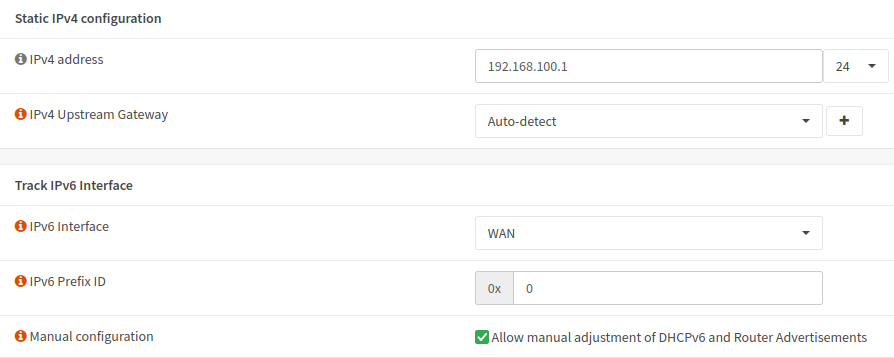 Static IPv4 configuration
IPv4 address
192.168.100.1
24
IPv4 Upstream Gateway
Auto-detect
Track IPv6 Interface
IPv6 Interface
WAN
IPv6 Prefix ID
0x
0
Manual configuration
Allow manual adjustment of DHCPv6 and Router Advertisements